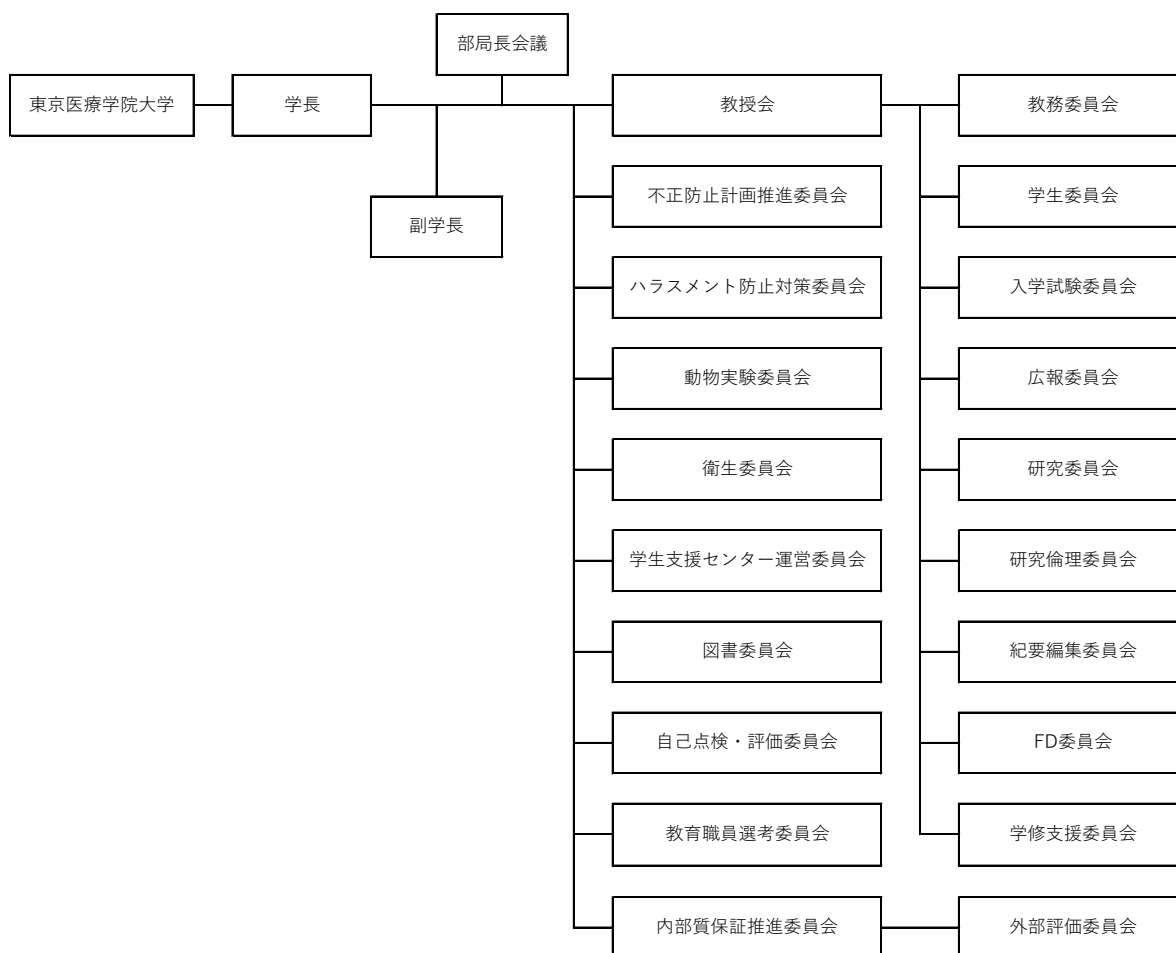 部局長会議
東京医療学院大学
学長
副学長
教授会
不正防止計画推進委員会
ハラスメント防止対策委員会
動物実験委員会
衛生委員会
学生支援センター運営委員会
図書委員会
自己点検・評価委員会
教育職員選考委員会
内部質保証推進委員会
教務委員会
学生委員会
入学試験委員会
広報委員会
研究委員会
研究倫理委員会
紀要編集委員会
FD委員会
学修支援委員会
外部評価委員会